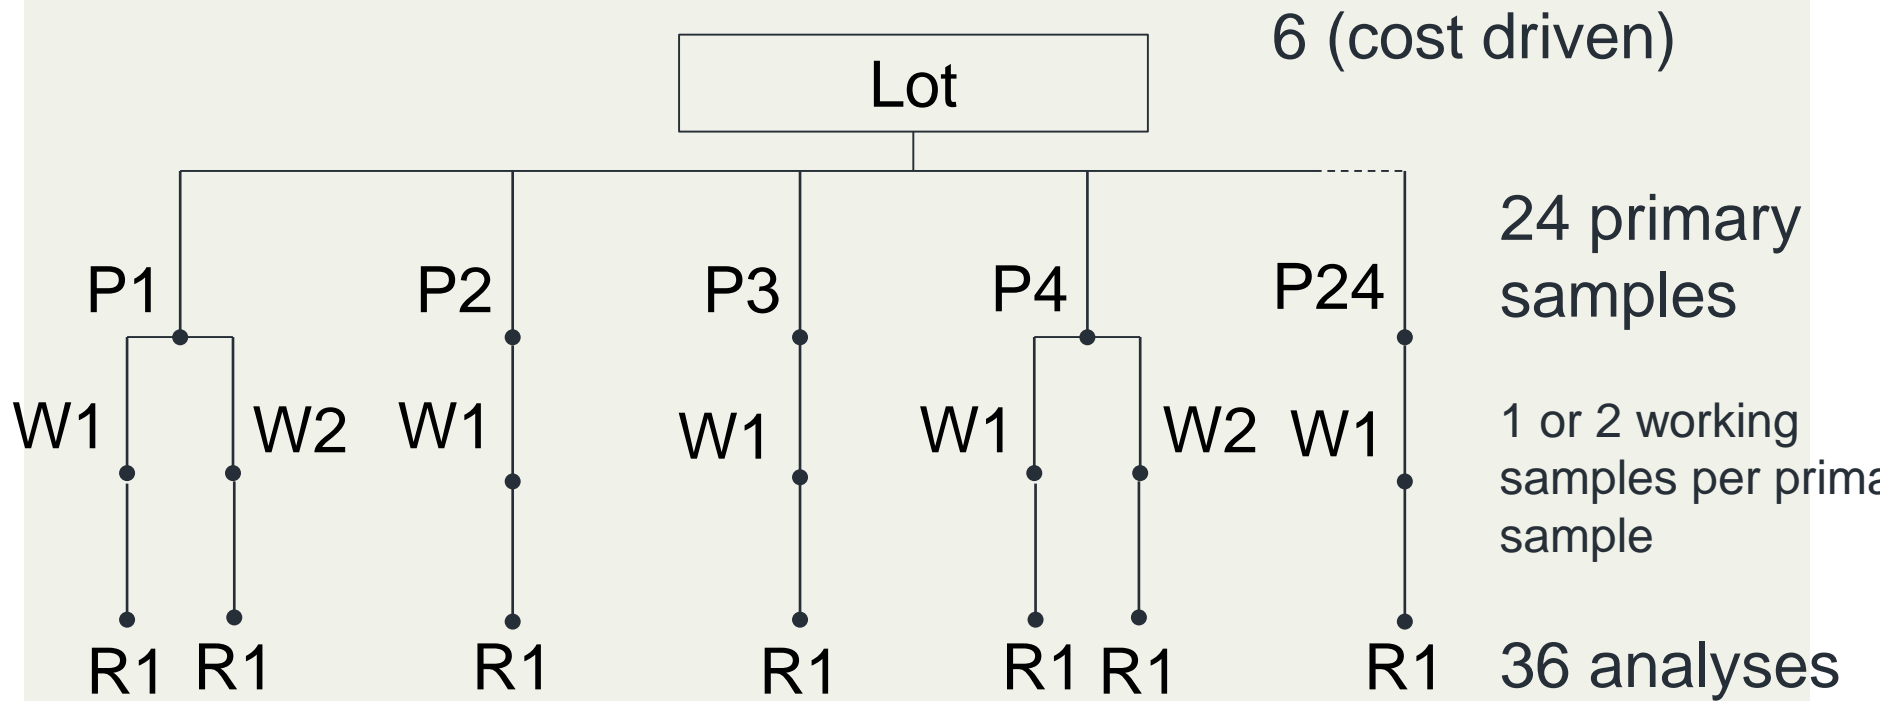 6 (cost driven)
Lot
24 primary
samples
P1 P2 P3 P4 P24
1 or 2 working
samples per prima
sample
W1 W2 W1 W1 W1 W2 W1
R1 R1 R1 R1 R1 R1 R1
36 analyses